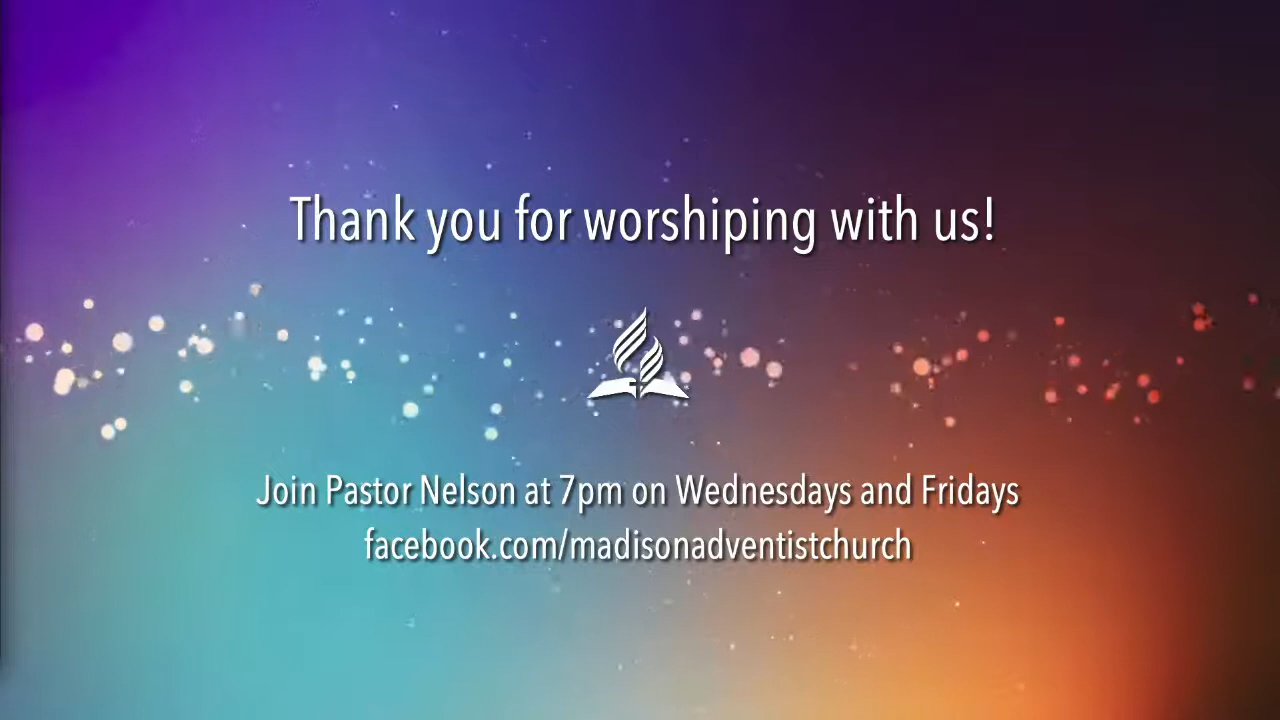 Thank you for worshiping with us!
Join Pastor Nelson at 7pm on Wednesdays and Fridays
facebook.com/madisonadventistchurch